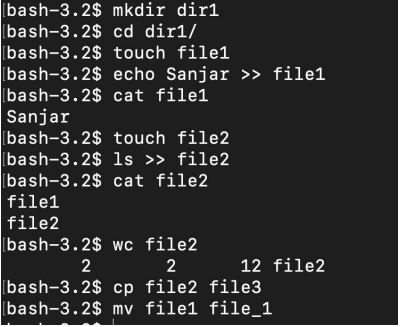 bash-3.2$ mkdir dir1
bash-3.2$ cd dir1/
bash-3.2$ touch file1
bash-3.2$ echo Sanjar >> file1
bash-3.2$ cat file1
Sanjar
bash-3.2$ touch file2
bash-3.2$ ls >> file2
bash-3.2$ cat file2
file1
file2
bash-3.2$ wc file2
       2       2      12 file2
bash-3.2$ cp file2 file3
bash-3.2$ mv file1 file_1